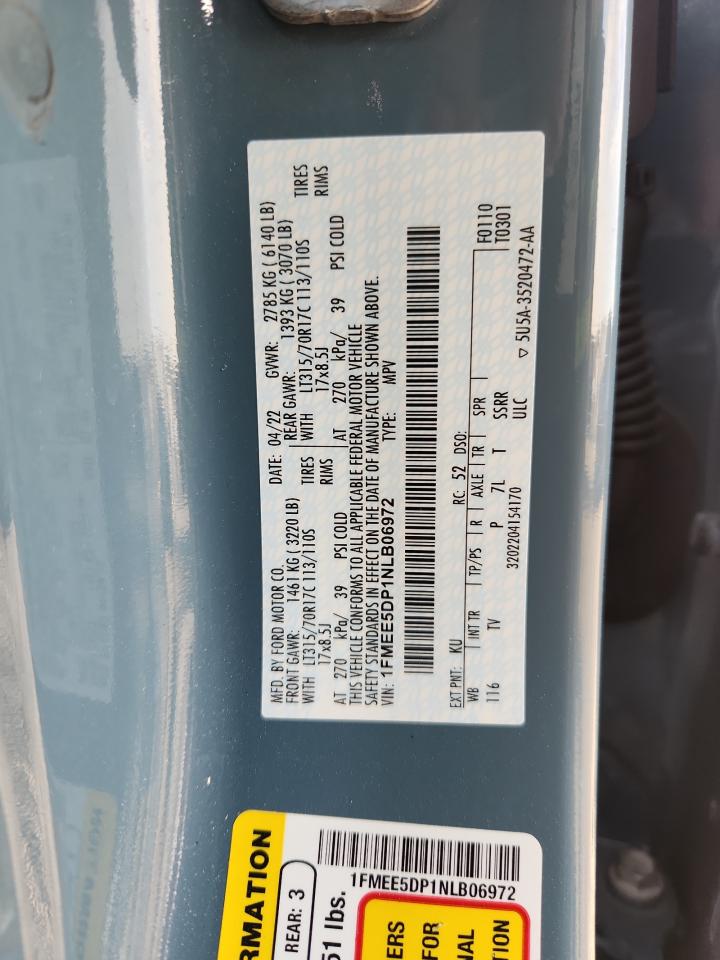 MFD. BY FORD MOTOR CO. DATE: 04/22 GVWR: 2785 KG ( 6140 LB)
FRONT GAWR: 1461 KG ( 3220 LB) REAR GAWR: 1393 KG ( 3070 LB)
WITH LT315/70R17C 113/110S TIRES WITH LT315/70R17C 113/110S TIRES
17x8.5J RIMS 17x8.5J RIMS
AT 270 kPa/ 39 PSI COLD AT 270 kPa/ 39 PSI COLD
THIS VEHICLE CONFORMS TO ALL APPLICABLE FEDERAL MOTOR VEHICLE
SAFETY STANDARDS IN EFFECT ON THE DATE OF MANUFACTURE SHOWN ABOVE.
VIN: 1FMEE5DP1NLB06972 TYPE: MPV
EXT PNT: KU RC: 52 DSO: F0110
WB INT TR TP/PS R AXLE TR SPR T0301
116 TV P 7L T SSRR
3202204154170 ULC ▽ 5U5A-3520472-AA
RMATION
REAR: 3
51 lbs.
1FMEE5DP1NLB06972
ERS
FOR
NAL
TION